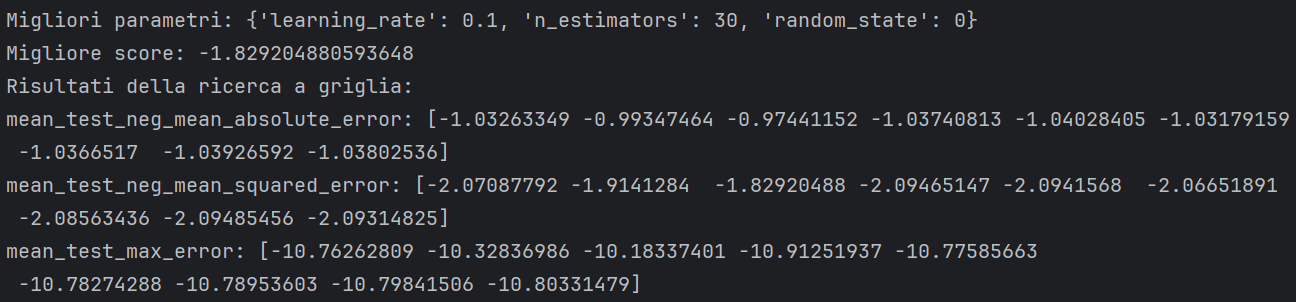 Migliori parametri: {'learning_rate': 0.1, 'n_estimators': 30, 'random_state': 0}
Migliore score: -1.829204880593648
Risultati della ricerca a griglia:
mean_test_neg_mean_absolute_error: [-1.03263349 -0.99347464 -0.97441152 -1.03740813 -1.04028405 -1.03179159
 -1.0366517  -1.03926592 -1.03802536]
mean_test_neg_mean_squared_error: [-2.07087792 -1.9141284  -1.82920488 -2.09465147 -2.0941568  -2.06651891
 -2.08563436 -2.09485456 -2.09314825]
mean_test_max_error: [-10.76262809 -10.32836986 -10.18337401 -10.91251937 -10.77585663
 -10.78274288 -10.78953603 -10.79841506 -10.80331479]